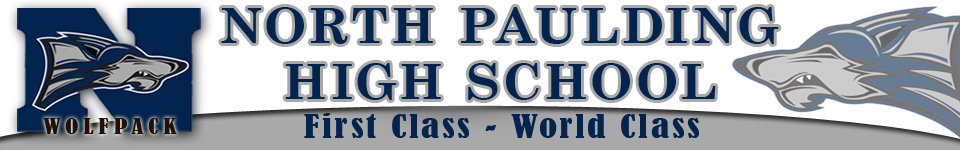 N
WOLFPACK
NORTH PAULDING
HIGH SCHOOL
First Class ~ World Class